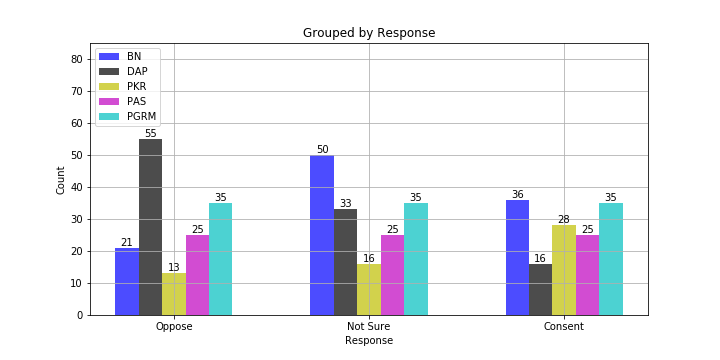 Grouped by Response
BN
DAP
PKR
PAS
PGRM
Count
80
70
60
50
40
30
20
10
0
21
55
13
25
35
50
33
16
25
35
36
16
28
25
35
Oppose
Not Sure
Consent
Response